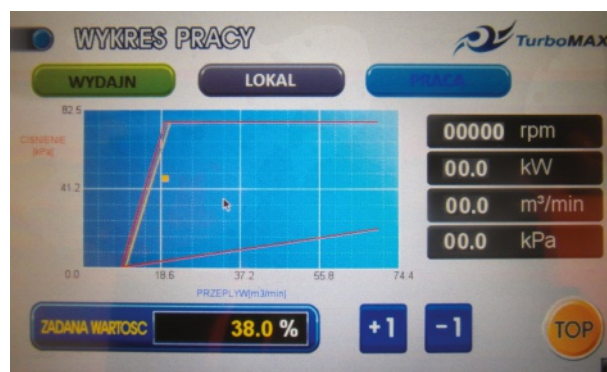 WYKRES PRACY
TurboMAX
WYDAJN
LOKAL
PRACA
82.5
CISNIENIE
[kPa]
41.2
0.0
18.6
37.2
55.8
74.4
PRZEPLYW[m3/min]
00000 rpm
00.0 kW
00.0 m³/min
00.0 kPa
ZADANA WARTOSC
38.0 %
+1
-1
TOP